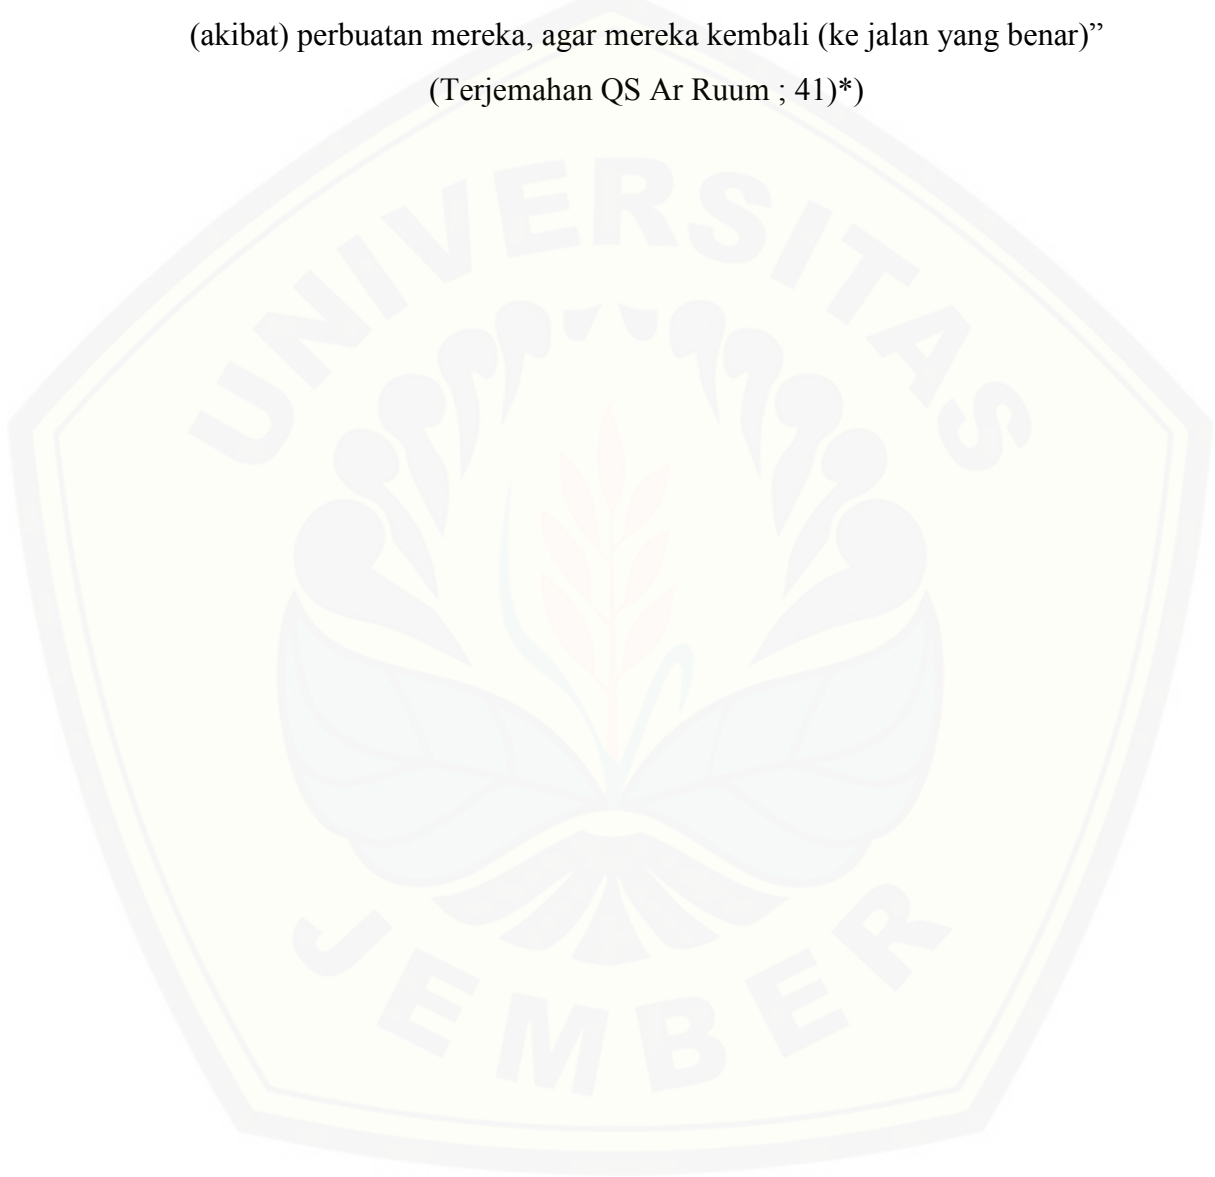 (akibat) perbuatan mereka, agar mereka kembali (ke jalan yang benar)”
(Terjemahan QS Ar Ruum ; 41)*)
UNIVERSITAS
JEMBER